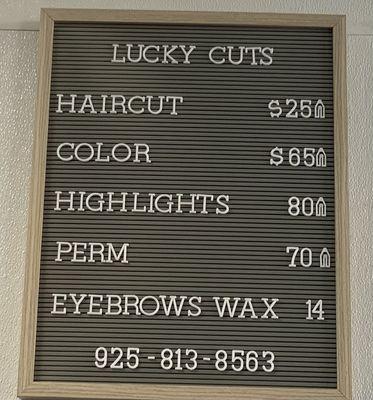 LUCKY CUTS
HAIRCUT $25⇑
COLOR $65⇑
HIGHLIGHTS 80⇑
PERM 70⇑
EYEBROWS WAX 14
925-813-8563